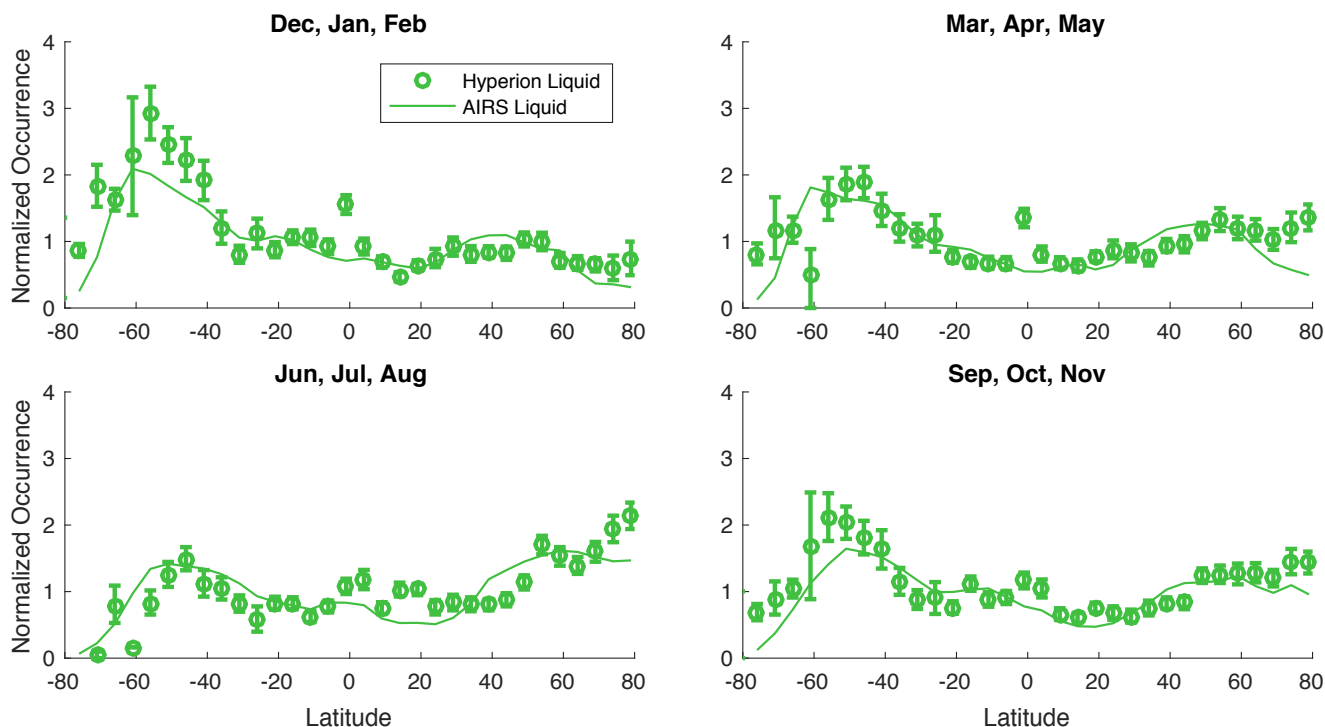 Dec, Jan, Feb
Normalized Occurrence
4
3
2
1
0
-80 -60 -40 -20 0 20 40 60 80
Hyperion Liquid
AIRS Liquid
Mar, Apr, May
4
3
2
1
0
-80 -60 -40 -20 0 20 40 60 80
Jun, Jul, Aug
Normalized Occurrence
4
3
2
1
0
-80 -60 -40 -20 0 20 40 60 80
Latitude
Sep, Oct, Nov
4
3
2
1
0
-80 -60 -40 -20 0 20 40 60 80
Latitude